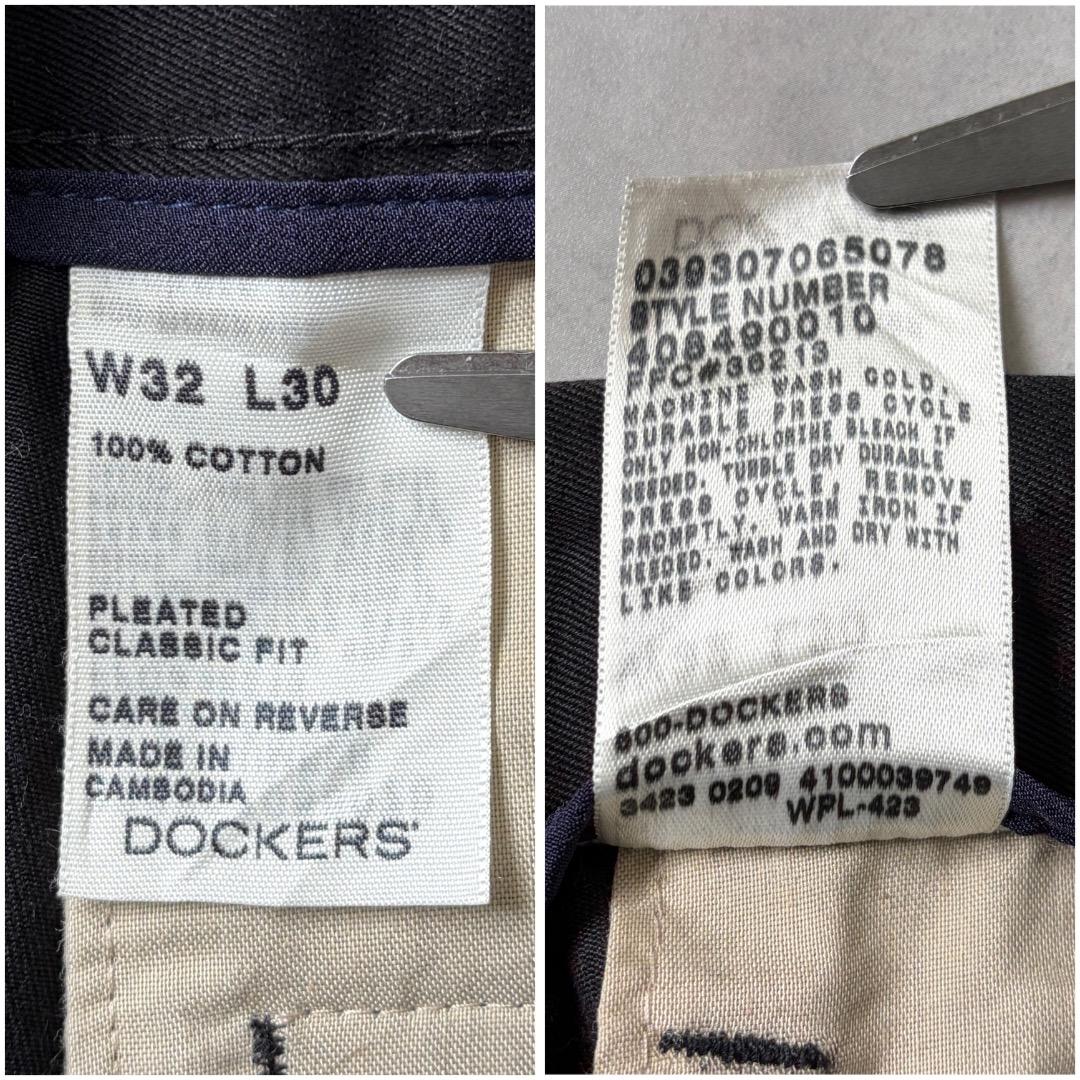 W32 L30
100% COTTON
PLEATED
CLASSIC FIT
CARE ON REVERSE
MADE IN
CAMBODIA
DOCKERS®
039307065078
STYLE NUMBER
408490010
PPC#36213
MACHINE WASH COLD,
DURABLE PRESS CYCLE
ONLY NON-CHLORINE BLEACH IF
NEEDED. TUMBLE DRY DURABLE
PRESS CYCLE. REMOVE
PROMPTLY. WARM IRON IF
NEEDED. WASH AND DRY WITH
LIKE COLORS.
800-DOCKERS
dockers.com
3423 0209 4100039749
WPL-423